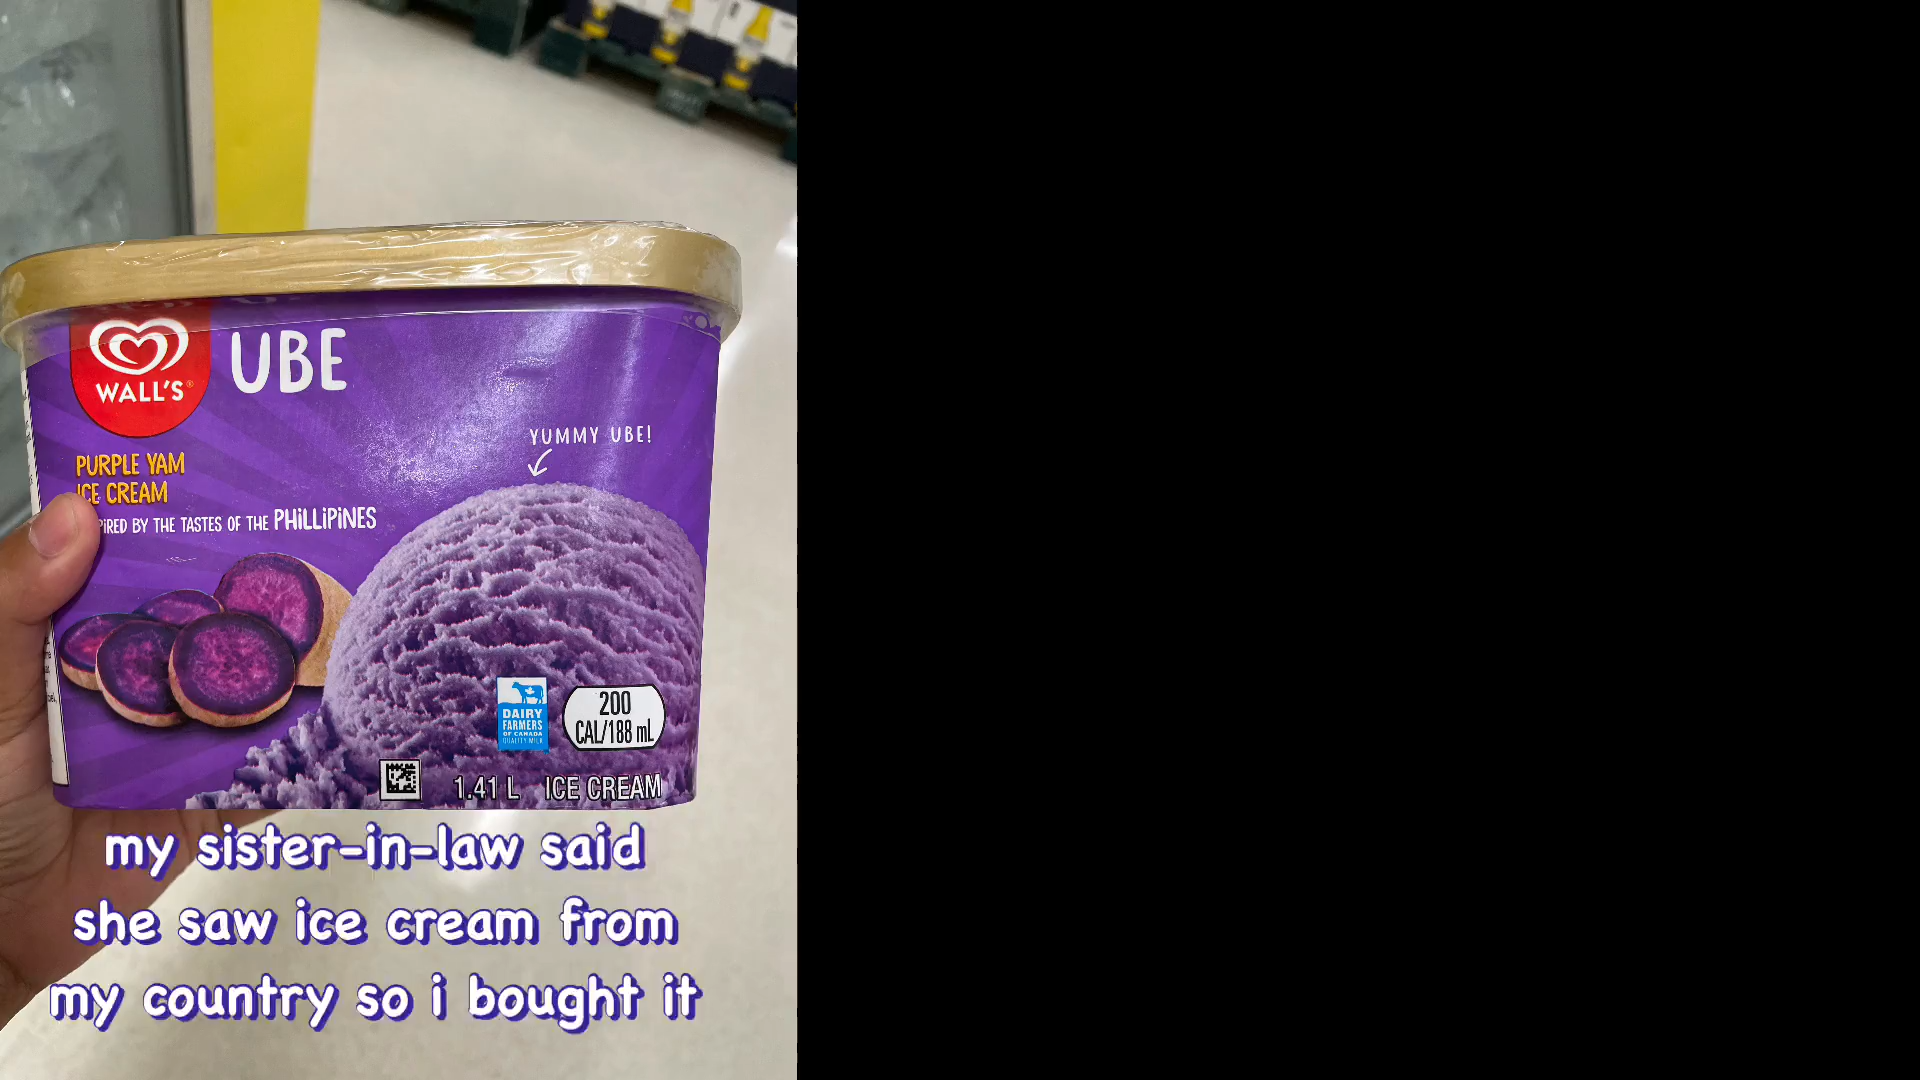 WALL'S
UBE
YUMMY UBE!
PURPLE YAM
ICE CREAM
PIRED BY THE TASTES OF THE PHiLLiPiNES
DAIRY
FARMERS
OF CANADA
QUALITY MILK
200
CAL/188 mL
1.41 L ICE CREAM
my sister-in-law said
she saw ice cream from
my country so i bought it